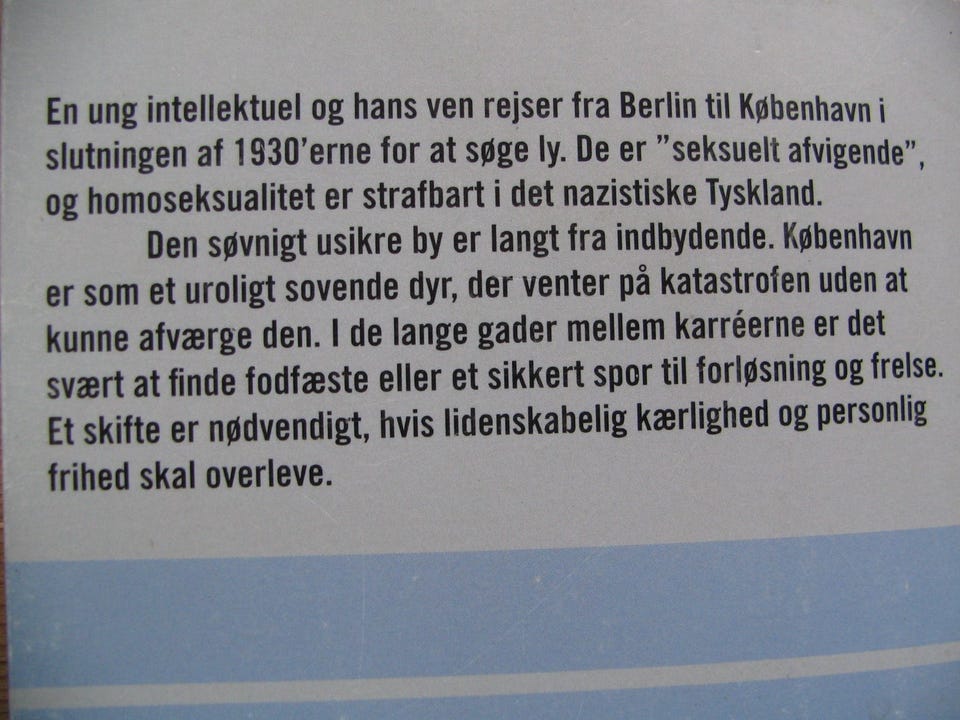 En ung intellektuel og hans ven rejser fra Berlin til København i
slutningen af 1930'erne for at søge ly. De er "seksuelt afvigende",
og homoseksualitet er strafbart i det nazistiske Tyskland.
Den søvnigt usikre by er langt fra indbydende. København
er som et uroligt sovende dyr, der venter på katastrofen uden at
kunne afværge den. I de lange gader mellem karréerne er det
svært at finde fodfæste eller et sikkert spor til forløsning og frelse.
Et skifte er nødvendigt, hvis lidenskabelig kærlighed og personlig
frihed skal overleve.